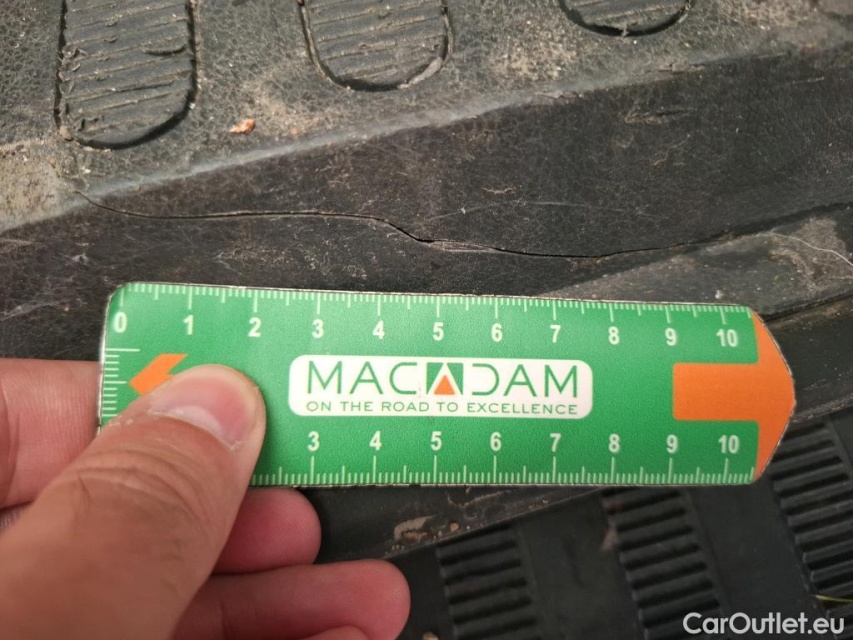 0 1 2 3 4 5 6 7 8 9 10
MACADAM
ON THE ROAD TO EXCELLENCE
3 4 5 6 7 8 9 10
CarOutlet.eu